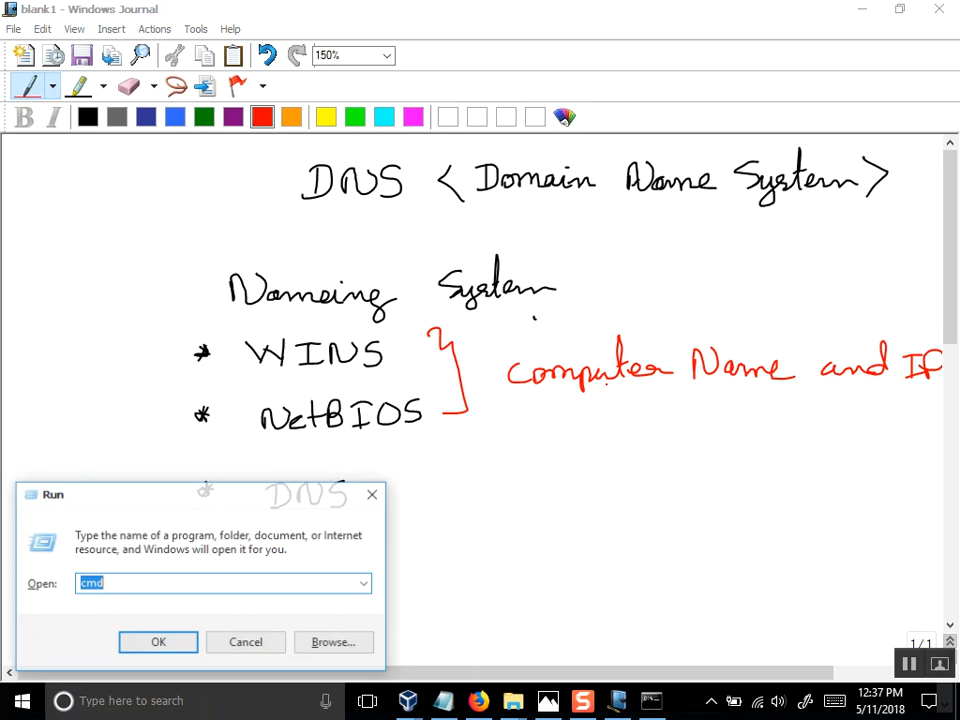 blank1 - Windows Journal
File Edit View Insert Actions Tools Help
150%
B I
DNS < Domain Name System >
Nameing System
* WINS
* NetBIOS
computer Name and IP
* DNS
Run
Type the name of a program, folder, document, or Internet
resource, and Windows will open it for you.
Open: cmd
OK Cancel Browse...
1/1
Type here to search
12:37 PM
5/11/2018